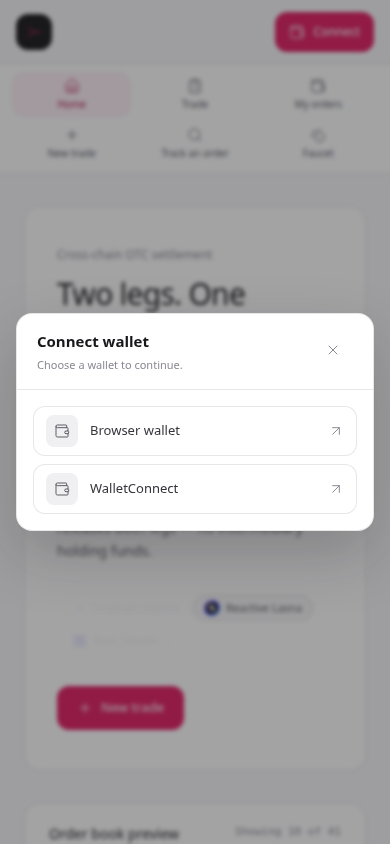 Connect
Home
Trade
My orders
New trade
Track an order
Faucet
Cross-chain OTC settlement
Two legs. One
Connect wallet
Choose a wallet to continue.
Browser wallet
WalletConnect
holding funds.
Reactive Lasna
New trade
Order book preview
Showing 10 of 41